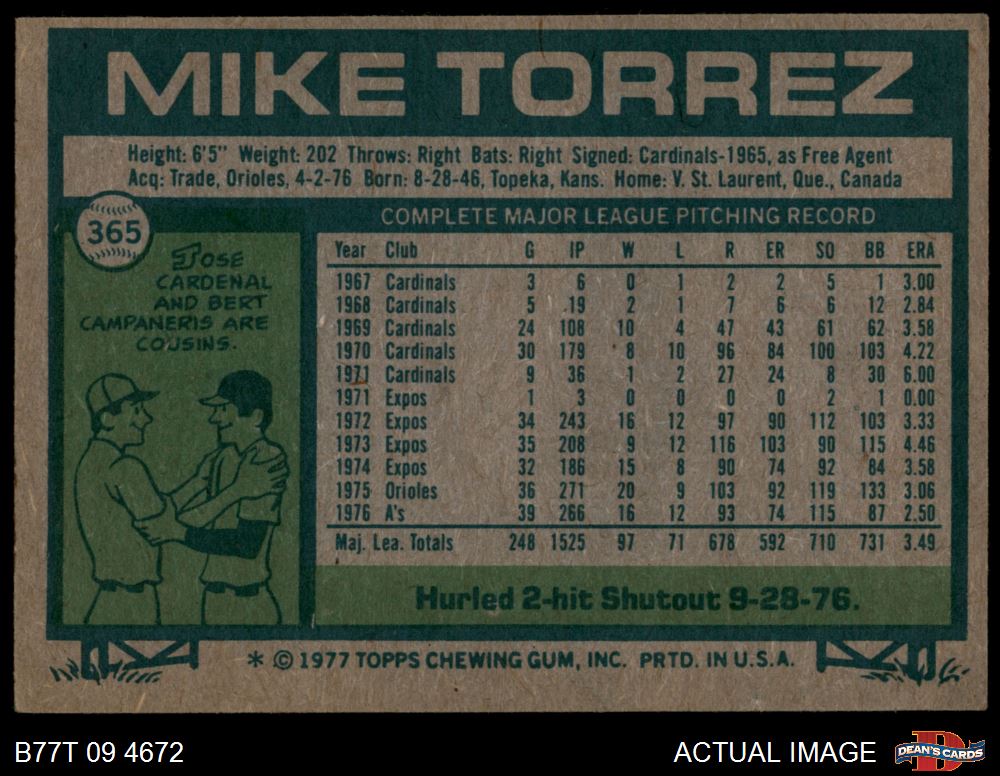 MIKE TORREZ
Height: 6'5" Weight: 202 Throws: Right Bats: Right Signed: Cardinals-1965, as Free Agent
Acq: Trade, Orioles, 4-2-76 Born: 8-28-46, Topeka, Kans. Home: V. St. Laurent, Que., Canada
365
JOSE
CARDENAL
AND BERT
CAMPANERIS ARE
COUSINS.
COMPLETE MAJOR LEAGUE PITCHING RECORD
Year Club G IP W L R ER SO BB ERA
1967 Cardinals 3 6 0 1 2 2 5 1 3.00
1968 Cardinals 5 19 2 1 7 6 6 12 2.84
1969 Cardinals 24 108 10 4 47 43 61 62 3.58
1970 Cardinals 30 179 8 10 96 84 100 103 4.22
1971 Cardinals 9 36 1 2 27 24 8 30 6.00
1971 Expos 1 3 0 0 0 0 2 1 0.00
1972 Expos 34 243 16 12 97 90 112 103 3.33
1973 Expos 35 208 9 12 116 103 90 115 4.46
1974 Expos 32 186 15 8 90 74 92 84 3.58
1975 Orioles 36 271 20 9 103 92 119 133 3.06
1976 A's 39 266 16 12 93 74 115 87 2.50
Maj. Lea. Totals 248 1525 97 71 678 592 710 731 3.49
Hurled 2-hit Shutout 9-28-76.
* © 1977 TOPPS CHEWING GUM, INC. PRTD. IN U.S.A.
B77T 09 4672
ACTUAL IMAGE
DEAN'S CARDS